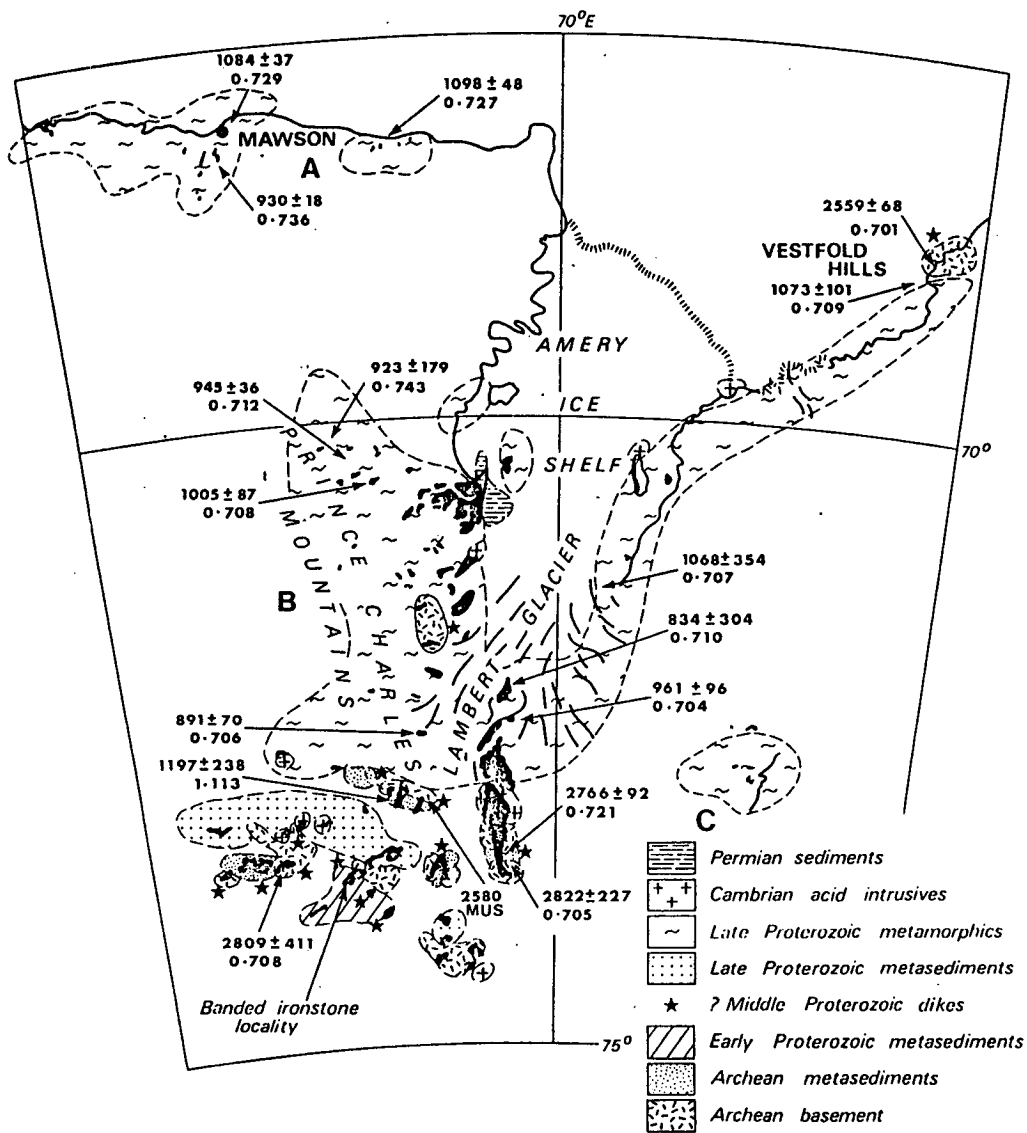 70°E
1084 ± 37
0·729
1098 ± 48
0·727
MAWSON
A
930 ± 18
0·736
2559 ± 68
0·701
VESTFOLD
HILLS
1073 ± 101
0·709
AMERY
ICE
SHELF
923 ± 179
0·743
945 ± 36
0·712
70°
1005 ± 87
0·708
PRINCE CHARLES
MOUNTAINS
B
LAMBERT GLACIER
1068 ± 354
0·707
834 ± 304
0·710
961 ± 96
0·704
891 ± 70
0·706
1197 ± 238
1·113
2766 ± 92
0·721
C
2580
MUS
2822 ± 227
0·705
2809 ± 411
0·708
Banded ironstone
locality
75°
Permian sediments
Cambrian acid intrusives
Late Proterozoic metamorphics
Late Proterozoic metasediments
? Middle Proterozoic dikes
Early Proterozoic metasediments
Archean metasediments
Archean basement